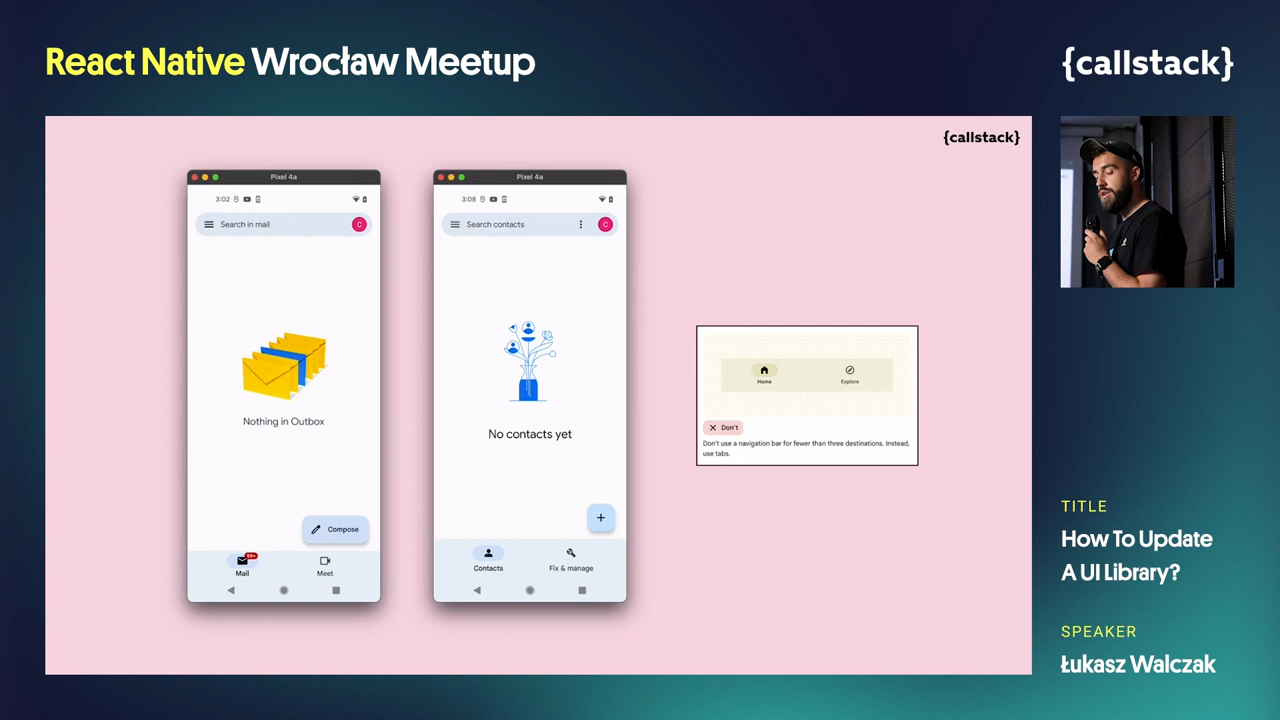 React Native Wrocław Meetup
{callstack}
{callstack}
Pixel 4a
3:02
Search in mail
C
Nothing in Outbox
Compose
99+
Mail
Meet
Pixel 4a
3:08
Search contacts
C
No contacts yet
+
Contacts
Fix & manage
Home
Explore
Don't
Don't use a navigation bar for fewer than three destinations. Instead,
use tabs.
TITLE
How To Update
A UI Library?
SPEAKER
Łukasz Walczak